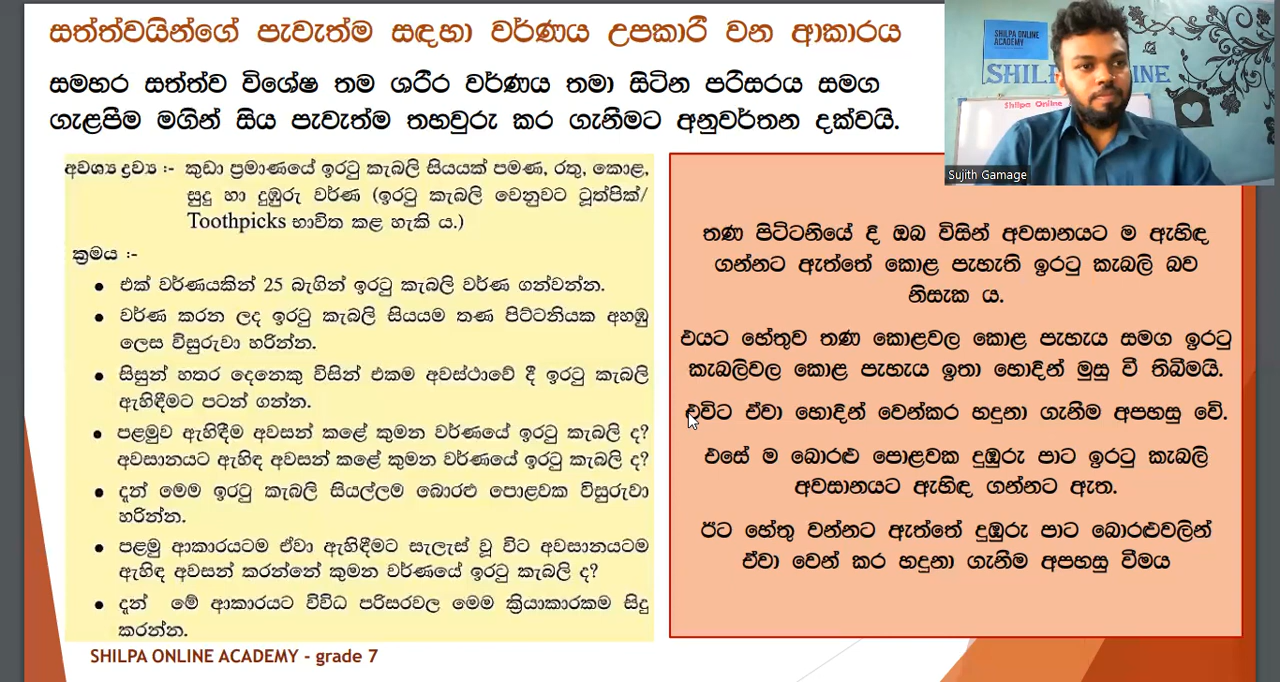 සත්ත්වයින්ගේ පැවැත්ම සඳහා වර්ණය උපකාරී වන ආකාරය
සමහර සත්ත්ව විශේෂ තම ශරීර වර්ණය තමා සිටින පරිසරය සමග
ගැළපීම මගින් සිය පැවැත්ම තහවුරු කර ගැනීමට අනුවර්තන දක්වයි.
SHILPA ONLINE
ACADEMY
SHIL
NE
Shilpa Online
Sujith Gamage
අවශ්‍ය ද්‍රව්‍ය :- කුඩා ප්‍රමාණයේ ඉරටු කැබලි සියයක් පමණ, රතු, කොළ,
සුදු හා දුඹුරු වර්ණ (ඉරටු කැබලි වෙනුවට ටූත්පික්/
Toothpicks භාවිත කළ හැකි ය.)
ක්‍රමය :-
• එක් වර්ණයකින් 25 බැගින් ඉරටු කැබලි වර්ණ ගන්වන්න.
• වර්ණ කරන ලද ඉරටු කැබලි සියයම තණ පිට්ටනියක අහඹු
ලෙස විසුරුවා හරින්න.
• සිසුන් හතර දෙනෙකු විසින් එකම අවස්ථාවේ දී ඉරටු කැබලි
ඇහිඳීමට පටන් ගන්න.
• පළමුව ඇහිඳීම අවසන් කළේ කුමන වර්ණයේ ඉරටු කැබලි ද?
අවසානයට ඇහිඳ අවසන් කළේ කුමන වර්ණයේ ඉරටු කැබලි ද?
• දැන් මෙම ඉරටු කැබලි සියල්ලම බොරළු පොළවක විසුරුවා
හරින්න.
• පළමු ආකාරයටම ඒවා ඇහිඳීමට සැලැස් වූ විට අවසානයටම
ඇහිඳ අවසන් කරන්නේ කුමන වර්ණයේ ඉරටු කැබලි ද?
• දැන් මේ ආකාරයට විවිධ පරිසරවල මෙම ක්‍රියාකාරකම සිදු
කරන්න.
තණ පිට්ටනියේ දී ඔබ විසින් අවසානයට ම ඇහිඳ
ගන්නට ඇත්තේ කොළ පැහැති ඉරටු කැබලි බව
නිසැක ය.
එයට හේතුව තණ කොළවල කොළ පැහැය සමග ඉරටු
කැබලිවල කොළ පැහැය ඉතා හොඳින් මුසු වී තිබීමයි.
එවිට ඒවා හොඳින් වෙන්කර හදුනා ගැනීම අපහසු වේ.
එසේ ම බොරළු පොළවක දුඹුරු පාට ඉරටු කැබලි
අවසානයට ඇහිඳ ගන්නට ඇත.
ඊට හේතු වන්නට ඇත්තේ දුඹුරු පාට බොරළුවලින්
ඒවා වෙන් කර හදුනා ගැනීම අපහසු වීමය
SHILPA ONLINE ACADEMY - grade 7